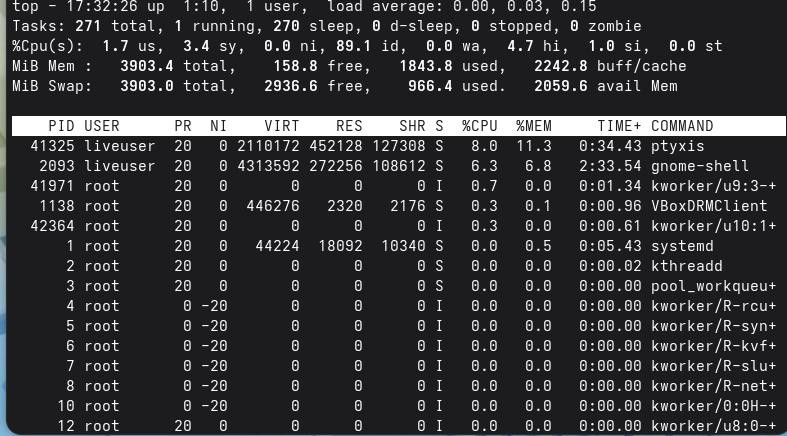 top - 17:32:26 up  1:10,  1 user,  load average: 0.00, 0.03, 0.15
Tasks: 271 total, 1 running, 270 sleep, 0 d-sleep, 0 stopped, 0 zombie
%Cpu(s):  1.7 us,  3.4 sy,  0.0 ni, 89.1 id,  0.0 wa,  4.7 hi,  1.0 si,  0.0 st
MiB Mem :   3903.4 total,    158.8 free,   1843.8 used,   2242.8 buff/cache
MiB Swap:   3903.0 total,   2936.6 free,    966.4 used.   2059.6 avail Mem
PID USER      PR  NI    VIRT    RES    SHR S  %CPU  %MEM     TIME+ COMMAND
41325 liveuser  20   0 2110172 452128 127308 S   8.0  11.3   0:34.43 ptyxis
2093 liveuser  20   0 4313592 272256 108612 S   6.3   6.8   2:33.54 gnome-shell
41971 root      20   0       0      0      0 I   0.7   0.0   0:01.34 kworker/u9:3-+
1138 root      20   0  446276   2320   2176 S   0.3   0.1   0:00.96 VBoxDRMClient
42364 root      20   0       0      0      0 I   0.3   0.0   0:00.61 kworker/u10:1+
1 root      20   0   44224  18092  10340 S   0.0   0.5   0:05.43 systemd
2 root      20   0       0      0      0 S   0.0   0.0   0:00.02 kthreadd
3 root      20   0       0      0      0 S   0.0   0.0   0:00.00 pool_workqueu+
4 root       0 -20       0      0      0 I   0.0   0.0   0:00.00 kworker/R-rcu+
5 root       0 -20       0      0      0 I   0.0   0.0   0:00.00 kworker/R-syn+
6 root       0 -20       0      0      0 I   0.0   0.0   0:00.00 kworker/R-kvf+
7 root       0 -20       0      0      0 I   0.0   0.0   0:00.00 kworker/R-slu+
8 root       0 -20       0      0      0 I   0.0   0.0   0:00.00 kworker/R-net+
10 root       0 -20       0      0      0 I   0.0   0.0   0:00.00 kworker/0:0H-+
12 root      20   0       0      0      0 I   0.0   0.0   0:00.00 kworker/u8:0-+